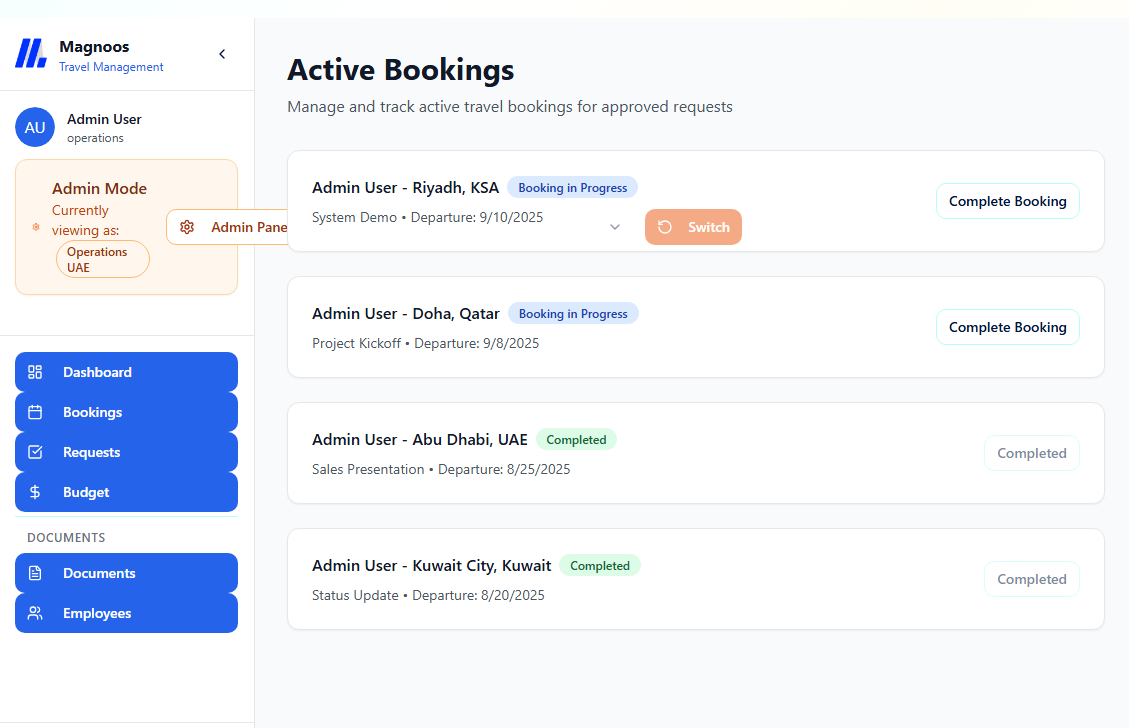 Magnoos
Travel Management
AU
Admin User
operations
Admin Mode
Currently
viewing as:
Operations
UAE
Admin Pane
Switch
Dashboard
Bookings
Requests
Budget
DOCUMENTS
Documents
Employees
Active Bookings
Manage and track active travel bookings for approved requests
Admin User - Riyadh, KSA Booking in Progress
System Demo • Departure: 9/10/2025
Complete Booking
Admin User - Doha, Qatar Booking in Progress
Project Kickoff • Departure: 9/8/2025
Complete Booking
Admin User - Abu Dhabi, UAE Completed
Sales Presentation • Departure: 8/25/2025
Completed
Admin User - Kuwait City, Kuwait Completed
Status Update • Departure: 8/20/2025
Completed